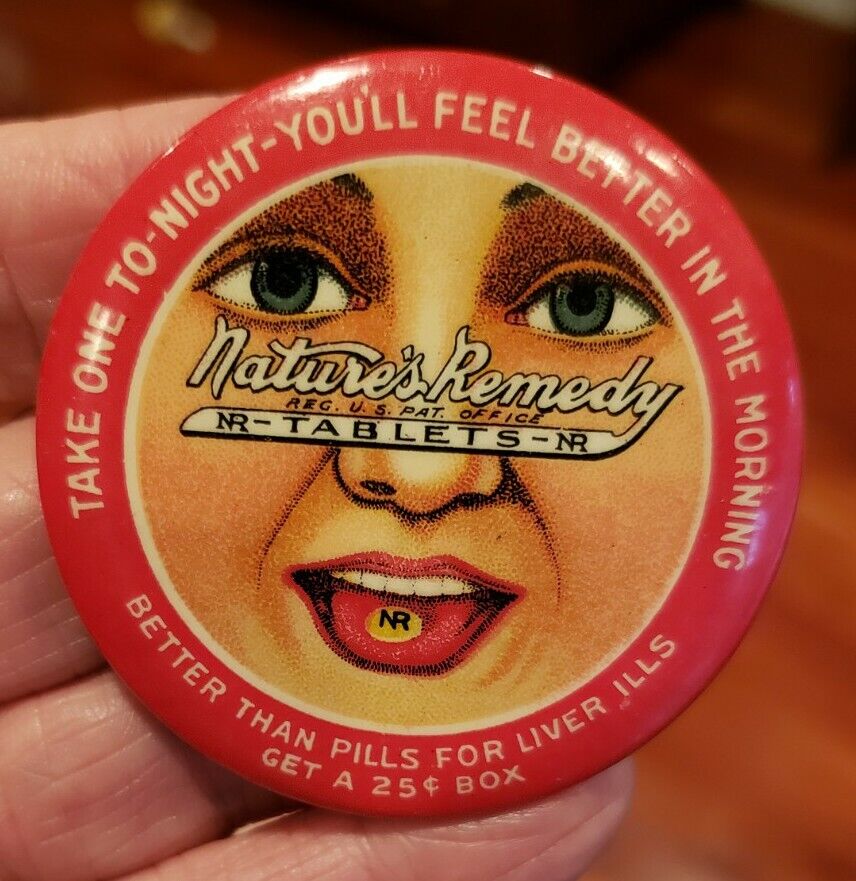 TAKE ONE TO-NIGHT-YOU'LL FEEL BETTER IN THE MORNING
Nature's Remedy
REG. U.S. PAT. OFFICE
NR-TABLETS-NR
NR
BETTER THAN PILLS FOR LIVER ILLS
GET A 25¢ BOX